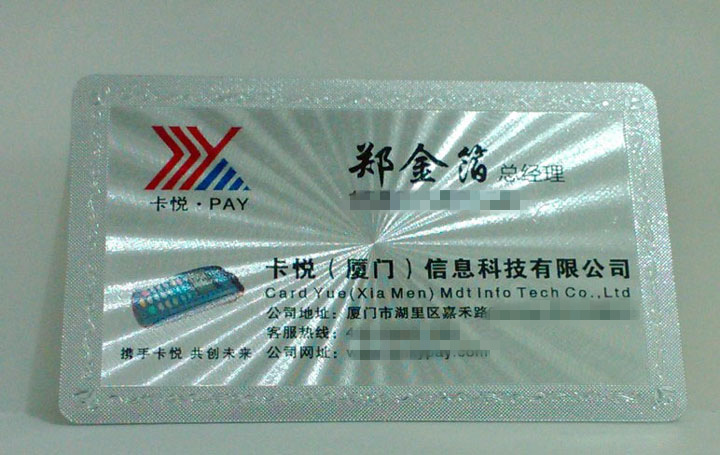 卡悦·PAY
郑金箔 总经理
卡悦（厦门）信息科技有限公司
Card Yue(Xia Men) Mdt Info Tech Co.,Ltd
公司地址：厦门市湖里区嘉禾路
客服热线：
公司网址：pay.com
携手卡悦 共创未来